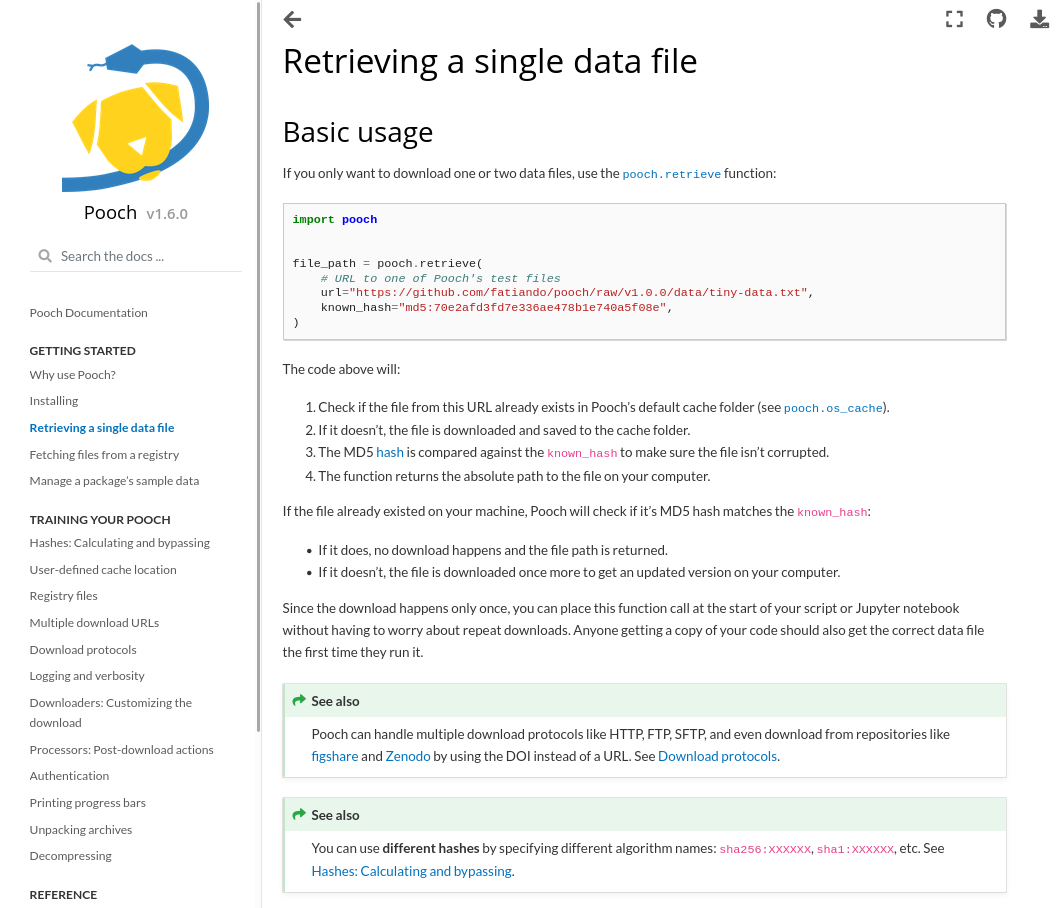 Pooch v1.6.0
Search the docs ...
Pooch Documentation
GETTING STARTED
Why use Pooch?
Installing
Retrieving a single data file
Fetching files from a registry
Manage a package's sample data
TRAINING YOUR POOCH
Hashes: Calculating and bypassing
User-defined cache location
Registry files
Multiple download URLs
Download protocols
Logging and verbosity
Downloaders: Customizing the
download
Processors: Post-download actions
Authentication
Printing progress bars
Unpacking archives
Decompressing
REFERENCE
Retrieving a single data file
Basic usage
If you only want to download one or two data files, use the pooch.retrieve function:
import pooch
file_path = pooch.retrieve(
    # URL to one of Pooch's test files
    url="https://github.com/fatiando/pooch/raw/v1.0.0/data/tiny-data.txt",
    known_hash="md5:70e2afd3fd7e336ae478b1e740a5f08e",
)
The code above will:
1. Check if the file from this URL already exists in Pooch's default cache folder (see pooch.os_cache).
2. If it doesn't, the file is downloaded and saved to the cache folder.
3. The MD5 hash is compared against the known_hash to make sure the file isn't corrupted.
4. The function returns the absolute path to the file on your computer.
If the file already existed on your machine, Pooch will check if it's MD5 hash matches the known_hash:
• If it does, no download happens and the file path is returned.
• If it doesn't, the file is downloaded once more to get an updated version on your computer.
Since the download happens only once, you can place this function call at the start of your script or Jupyter notebook
without having to worry about repeat downloads. Anyone getting a copy of your code should also get the correct data file
the first time they run it.
See also
Pooch can handle multiple download protocols like HTTP, FTP, SFTP, and even download from repositories like
figshare and Zenodo by using the DOI instead of a URL. See Download protocols.
See also
You can use different hashes by specifying different algorithm names: sha256:XXXXXX, sha1:XXXXXX, etc. See
Hashes: Calculating and bypassing.